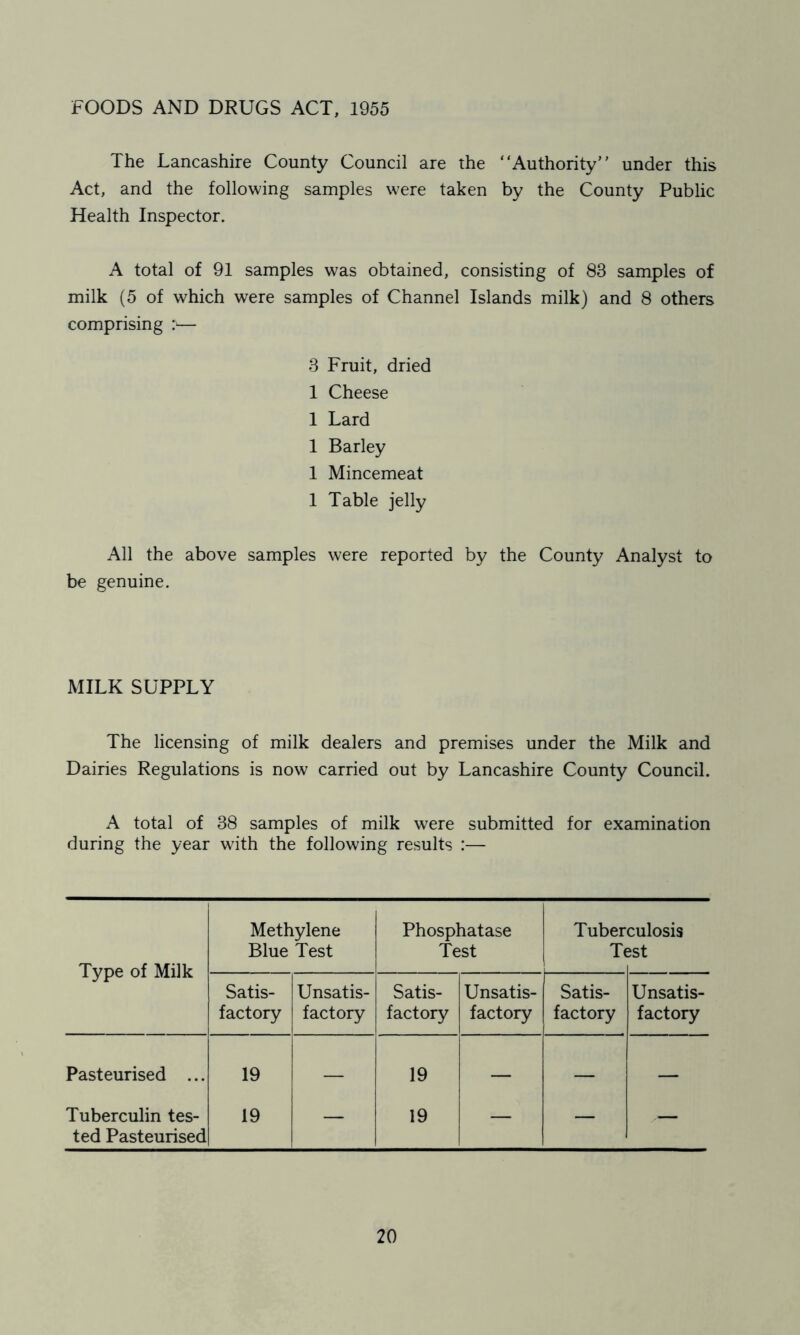 FOODS AND DRUGS ACT, 1955
The Lancashire County Council are the “Authority” under this
Act, and the following samples were taken by the County Public
Health Inspector.
A total of 91 samples was obtained, consisting of 83 samples of
milk (5 of which were samples of Channel Islands milk) and 8 others
comprising :—
3 Fruit, dried
1 Cheese
1 Lard
1 Barley
1 Mincemeat
1 Table jelly
All the above samples were reported by the County Analyst to
be genuine.
MILK SUPPLY
The licensing of milk dealers and premises under the Milk and
Dairies Regulations is now carried out by Lancashire County Council.
A total of 38 samples of milk were submitted for examination
during the year with the following results :—
Type of Milk
Methylene Phosphatase Tuberculosis
Blue Test Test Test
Satis- Unsatis- Satis- Unsatis- Satis- Unsatis-
factory factory factory factory factory factory
Pasteurised ... 19 — 19 — — —
Tuberculin tes- 19 — 19 — — —
ted Pasteurised
20